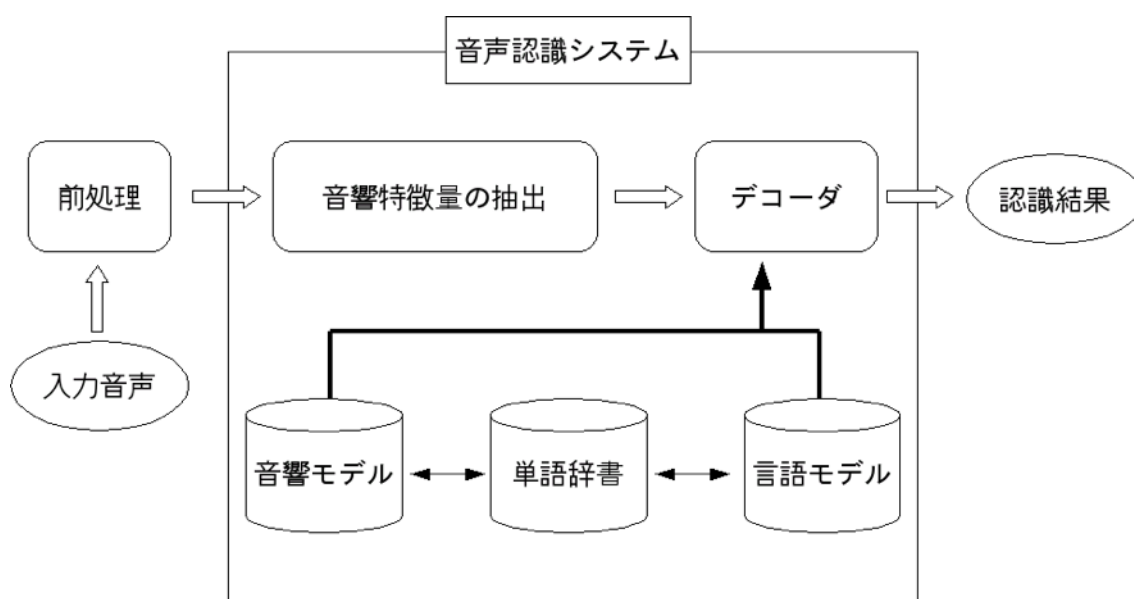 音声認識システム
前処理
音響特徴量の抽出
デコーダ
認識結果
入力音声
音響モデル
単語辞書
言語モデル